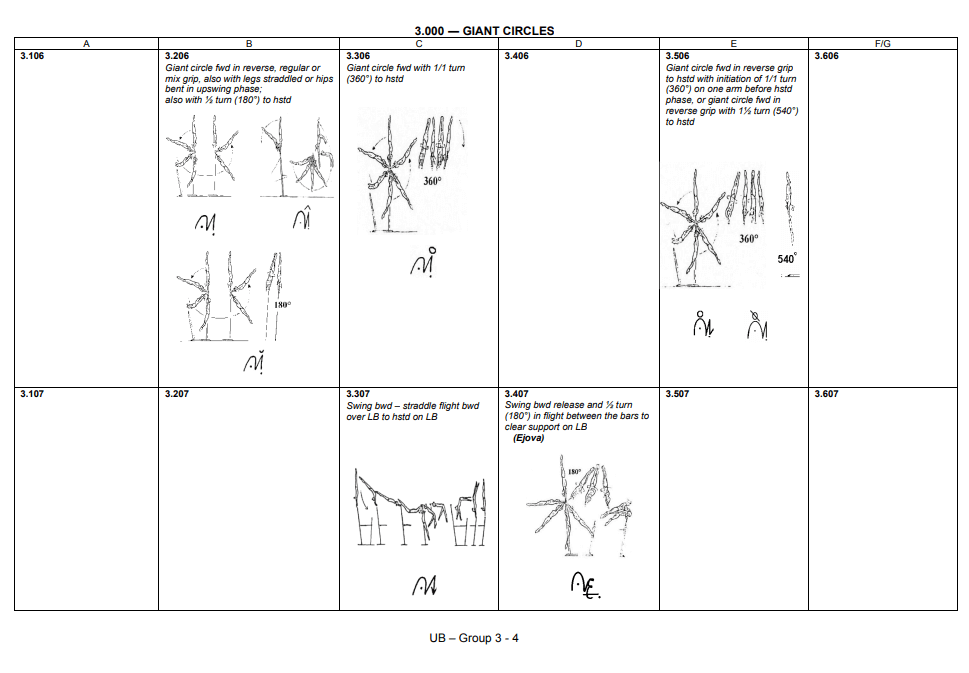 3.000 — GIANT CIRCLES
A
B
C
D
E
F/G
3.106
3.206
Giant circle fwd in reverse, regular or
mix grip, also with legs straddled or hips
bent in upswing phase;
also with ½ turn (180°) to hstd
180°
3.306
Giant circle fwd with 1/1 turn
(360°) to hstd
360°
3.406
3.506
Giant circle fwd in reverse grip
to hstd with initiation of 1/1 turn
(360°) on one arm before hstd
phase, or giant circle fwd in
reverse grip with 1½ turn (540°)
to hstd
360°
540°
3.606
3.107
3.207
3.307
Swing bwd – straddle flight bwd
over LB to hstd on LB
3.407
Swing bwd release and ½ turn
(180°) in flight between the bars to
clear support on LB
(Ejova)
180°
3.507
3.607
UB – Group 3 - 4